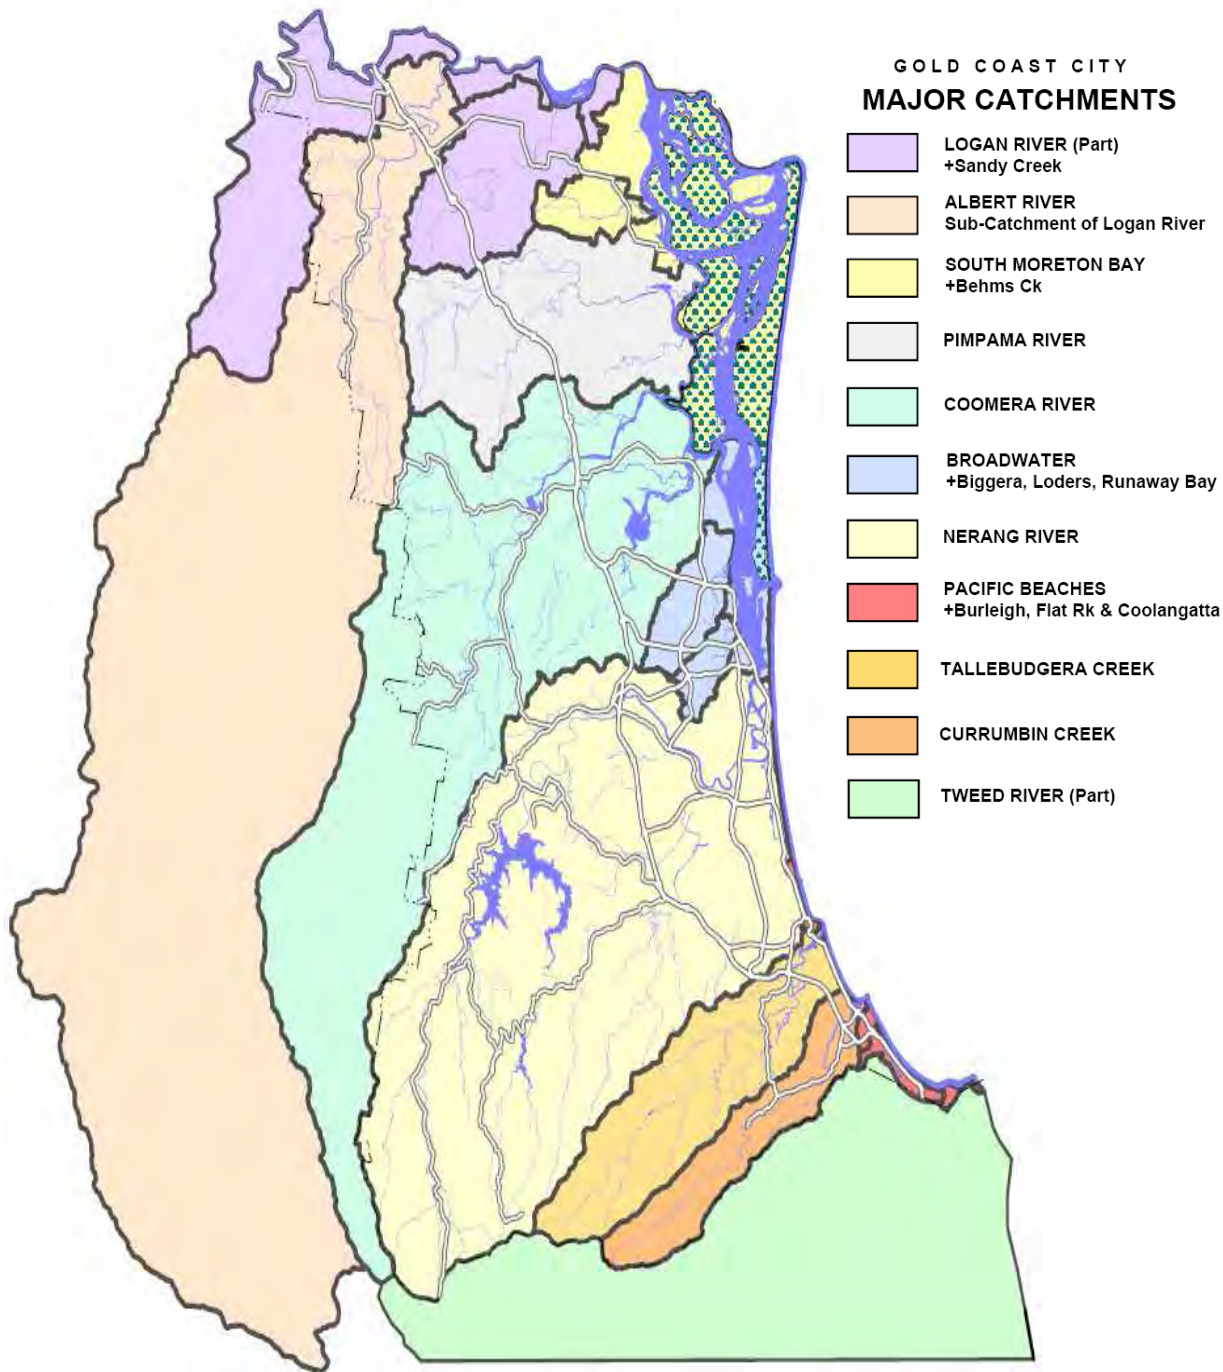 GOLD COAST CITY
MAJOR CATCHMENTS
LOGAN RIVER (Part)
+Sandy Creek
ALBERT RIVER
Sub-Catchment of Logan River
SOUTH MORETON BAY
+Behms Ck
PIMPAMA RIVER
COOMERA RIVER
BROADWATER
+Biggera, Loders, Runaway Bay
NERANG RIVER
PACIFIC BEACHES
+Burleigh, Flat Rk & Coolangatta
TALLEBUDGERA CREEK
CURRUMBIN CREEK
TWEED RIVER (Part)